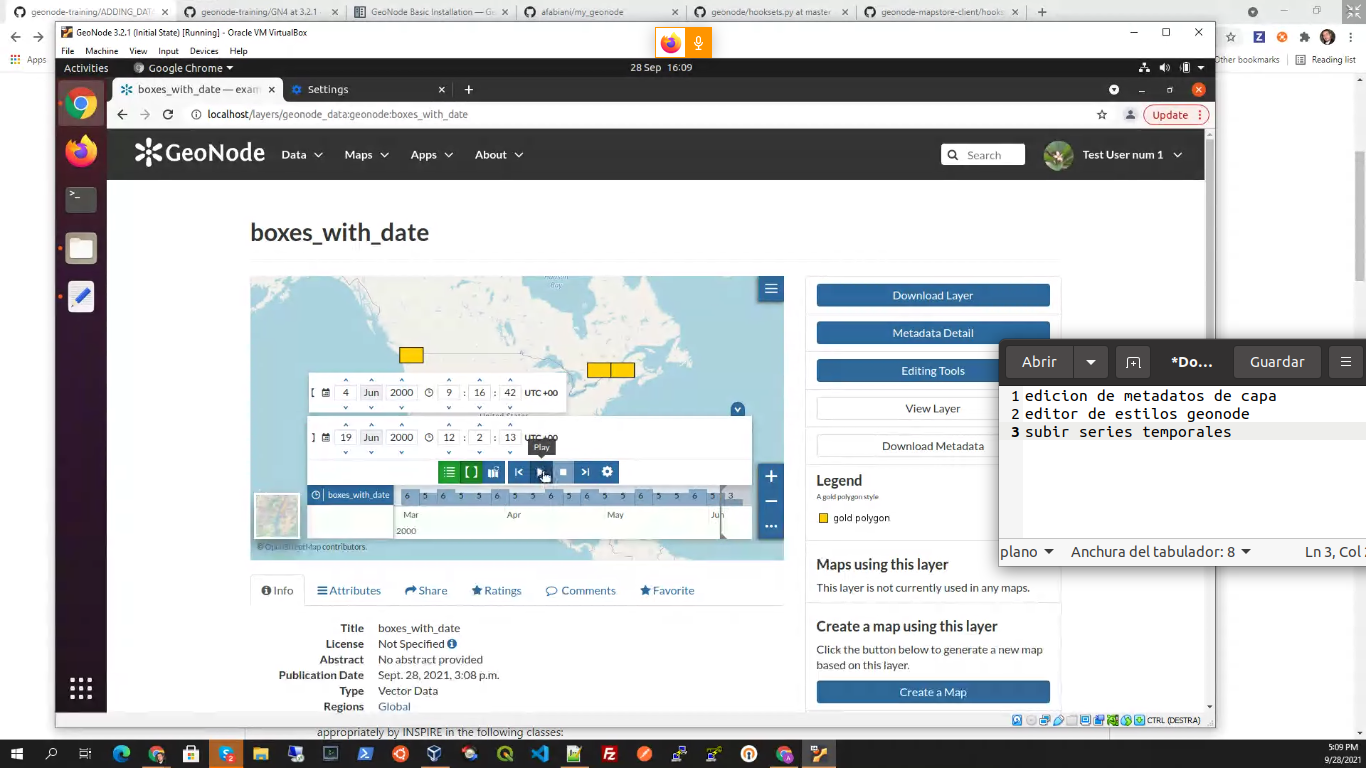 geonode-training/ADDING_DAT
geonode-training/GN4 at 3.2.1
GeoNode Basic Installation — Ge
afabiani/my_geonode
geonode/hooksets.py at master
geonode-mapstore-client/hooks
GeoNode 3.2.1 (Initial State) [Running] - Oracle VM VirtualBox
File Machine View Input Devices Help
Apps
Other bookmarks
Reading list
Activities
Google Chrome
28 Sep 16:09
boxes_with_date — exam
Settings
localhost/layers/geonode_data:geonode:boxes_with_date
Update
GeoNode
Data
Maps
Apps
About
Search
Test User num 1
boxes_with_date
4 Jun 2000 9 : 16 : 42 UTC +00
19 Jun 2000 12 : 2 : 13 UTC +00
Play
boxes_with_date
6 5 6 5 5 6 5 5 6 5 6 5 5 6 5 5 6 5 3
Mar Apr May Jun
2000
© OpenStreetMap contributors.
Download Layer
Metadata Detail
Editing Tools
View Layer
Download Metadata
Legend
A gold polygon style
gold polygon
Maps using this layer
This layer is not currently used in any maps.
Create a map using this layer
Click the button below to generate a new map
based on this layer.
Create a Map
Info
Attributes
Share
Ratings
Comments
Favorite
Title boxes_with_date
License Not Specified
Abstract No abstract provided
Publication Date Sept. 28, 2021, 3:08 p.m.
Type Vector Data
Regions Global
Abrir
*Do...
Guardar
1 edicion de metadatos de capa
2 editor de estilos geonode
3 subir series temporales
plano
Anchura del tabulador: 8
Ln 3, Col
CTRL (DESTRA)
appropriately by INSPIRE in the following classes:
5:09 PM
9/28/2021